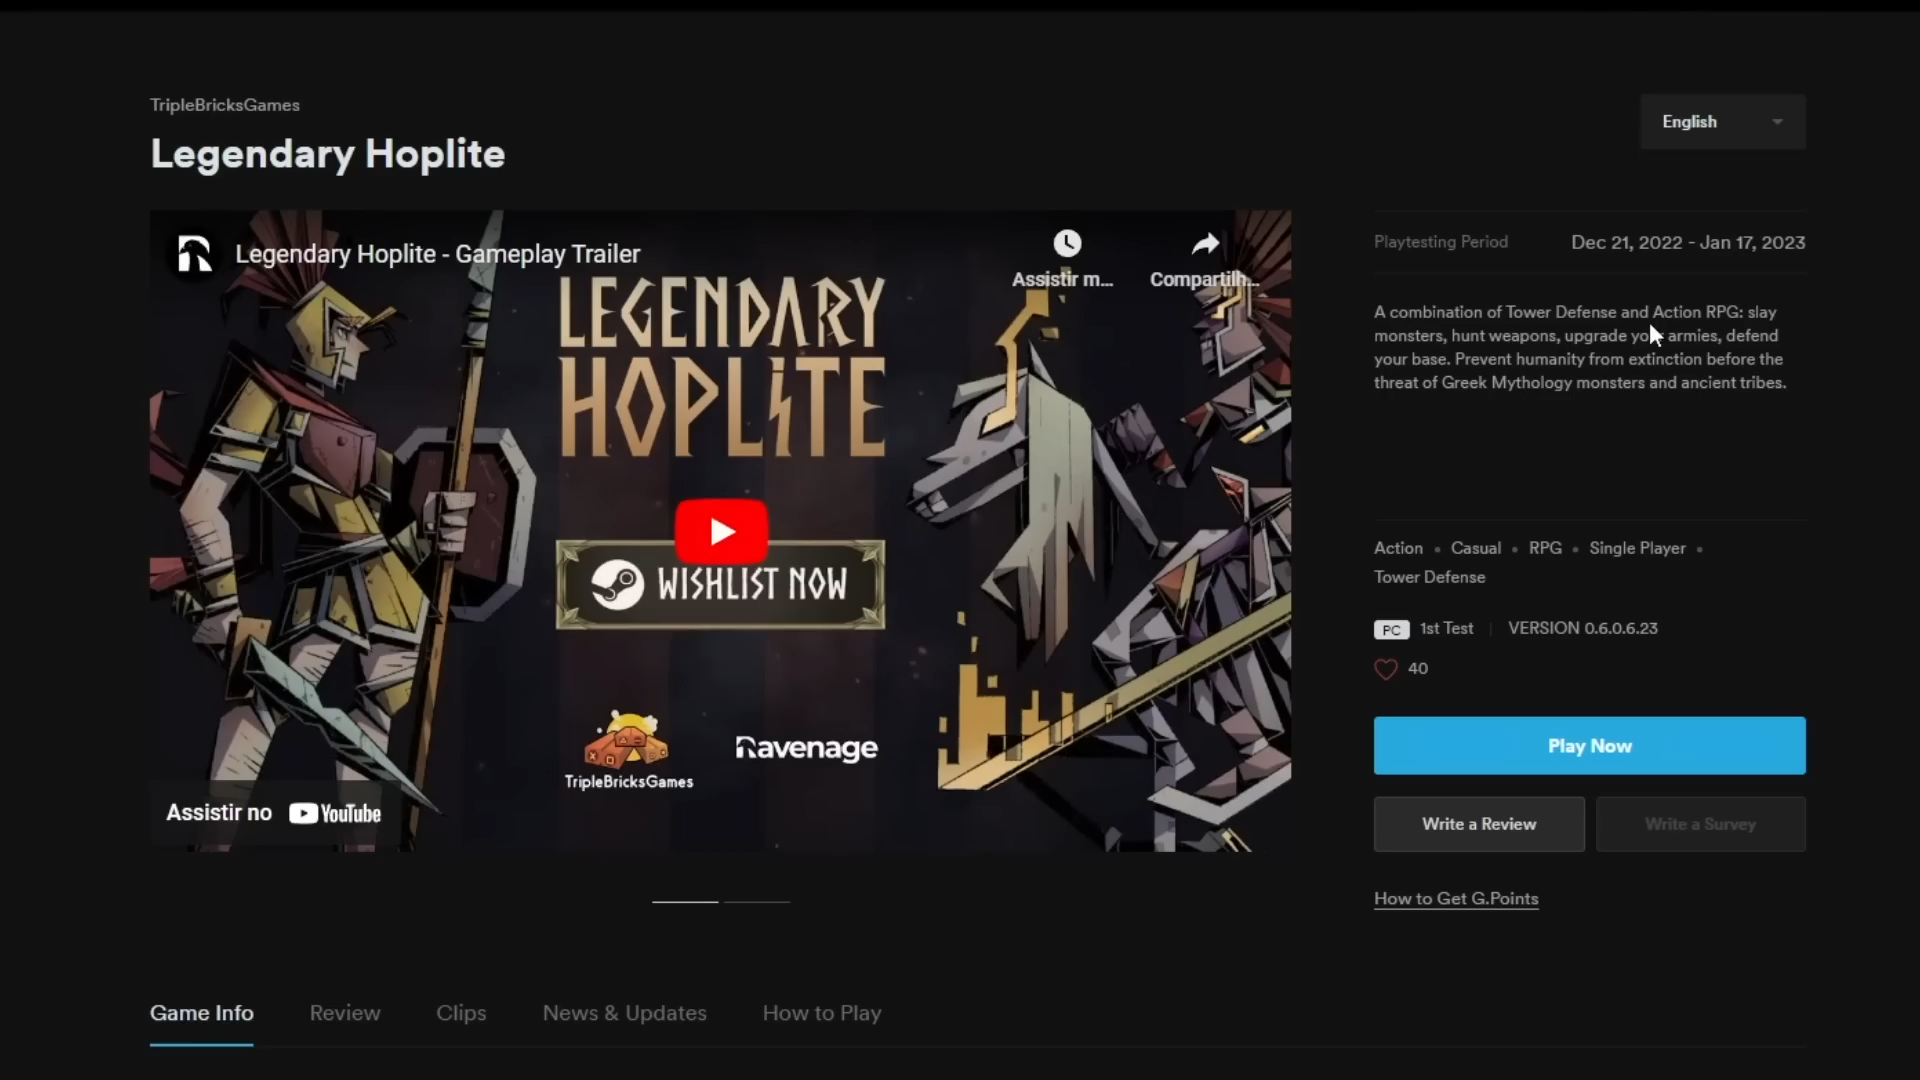 TripleBricksGames
Legendary Hoplite
English
Legendary Hoplite - Gameplay Trailer
Assistir m...
Compartilh...
LEGENDARY
HOPLITE
WISHLIST NOW
TripleBricksGames
Ravenage
Assistir no YouTube
Playtesting Period Dec 21, 2022 - Jan 17, 2023
A combination of Tower Defense and Action RPG: slay
monsters, hunt weapons, upgrade your armies, defend
your base. Prevent humanity from extinction before the
threat of Greek Mythology monsters and ancient tribes.
Action • Casual • RPG • Single Player •
Tower Defense
PC 1st Test | VERSION 0.6.0.6.23
40
Play Now
Write a Review
Write a Survey
How to Get G.Points
Game Info Review Clips News & Updates How to Play